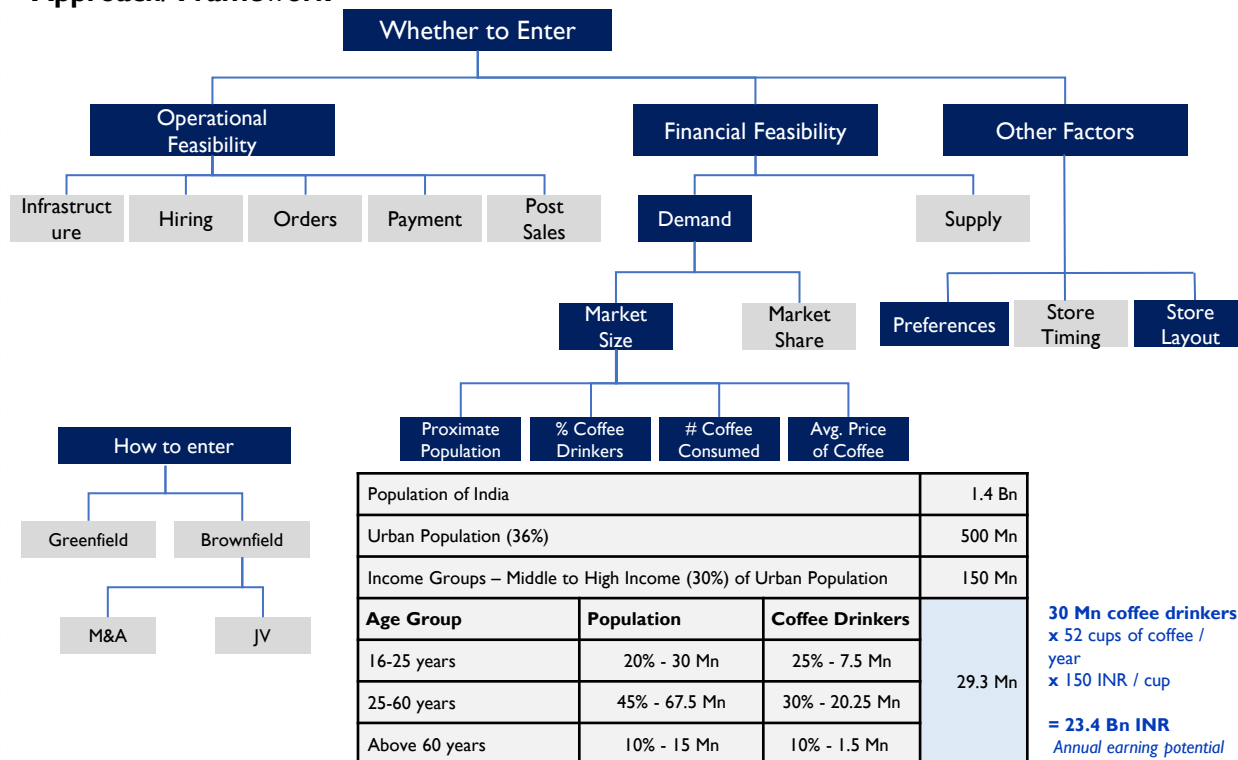 Approach/Framework
Whether to Enter
Operational
Feasibility
Financial Feasibility
Other Factors
Infrastruct
ure
Hiring
Orders
Payment
Post
Sales
Demand
Supply
Market
Size
Market
Share
Preferences
Store
Timing
Store
Layout
Proximate
Population
% Coffee
Drinkers
# Coffee
Consumed
Avg. Price
of Coffee
How to enter
Greenfield
Brownfield
M&A
JV
Population of India 1.4 Bn
Urban Population (36%) 500 Mn
Income Groups – Middle to High Income (30%) of Urban Population 150 Mn
Age Group Population Coffee Drinkers
16-25 years 20% - 30 Mn 25% - 7.5 Mn
25-60 years 45% - 67.5 Mn 30% - 20.25 Mn
Above 60 years 10% - 15 Mn 10% - 1.5 Mn
29.3 Mn
30 Mn coffee drinkers
x 52 cups of coffee /
year
x 150 INR / cup
= 23.4 Bn INR
Annual earning potential